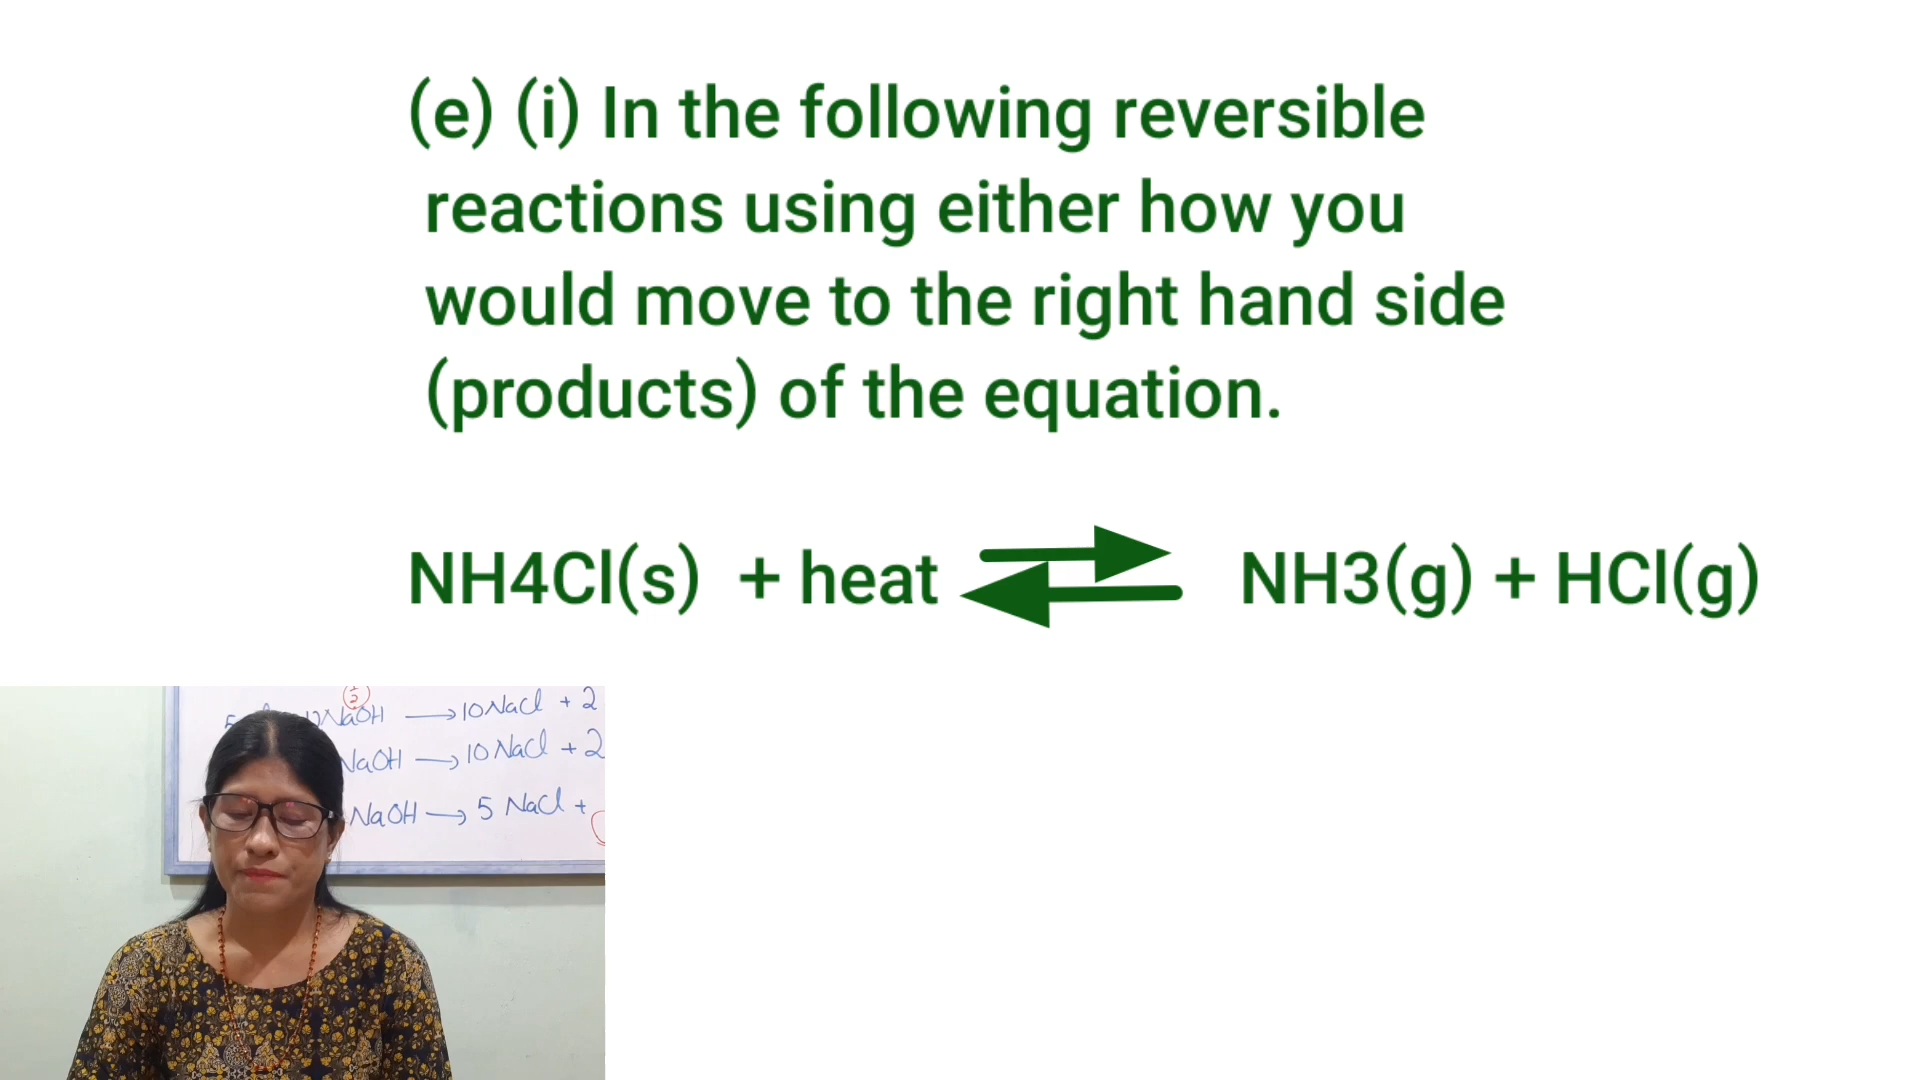 (e) (i) In the following reversible
reactions using either how you
would move to the right hand side
(products) of the equation.
NH4Cl(s) + heat ⇌ NH3(g) + HCl(g)
NaOH → 10NaCl + 2
NaOH → 10 NaCl + 2
NaOH → 5 NaCl +